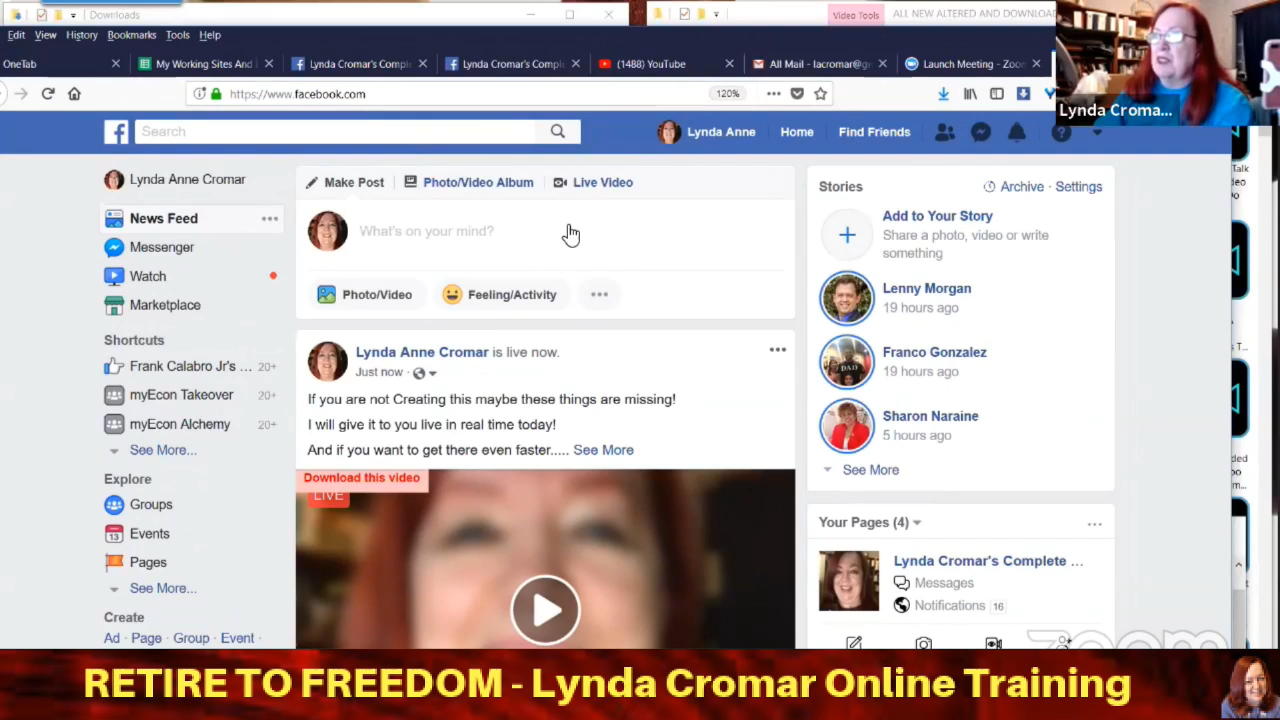 Downloads
Video Tools
ALL NEW ALTERED AND DOWNLOA
Edit View History Bookmarks Tools Help
OneTab
My Working Sites And
Lynda Cromar's Comple
Lynda Cromar's Comple
(1488) YouTube
All Mail - lacromar@g
Launch Meeting - Zoo
Lynda Croma...
https://www.facebook.com
120%
Search
Lynda Anne
Home
Find Friends
Lynda Anne Cromar
News Feed
Messenger
Watch
Marketplace
Shortcuts
Frank Calabro Jr's ... 20+
myEcon Takeover 20+
myEcon Alchemy 20+
See More...
Explore
Groups
Events
Pages
See More...
Create
Ad · Page · Group · Event ·
Make Post
Photo/Video Album
Live Video
What's on your mind?
Photo/Video
Feeling/Activity
Lynda Anne Cromar is live now.
Just now ·
If you are not Creating this maybe these things are missing!
I will give it to you live in real time today!
And if you want to get there even faster..... See More
Download this video
LIVE
Stories
Archive · Settings
Add to Your Story
Share a photo, video or write
something
Lenny Morgan
19 hours ago
Franco Gonzalez
19 hours ago
Sharon Naraine
5 hours ago
See More
Your Pages (4)
Lynda Cromar's Complete ...
Messages
Notifications 16
Talk
deo
Do
s T...
ded
o
m...
zoom
RETIRE TO FREEDOM - Lynda Cromar Online Training